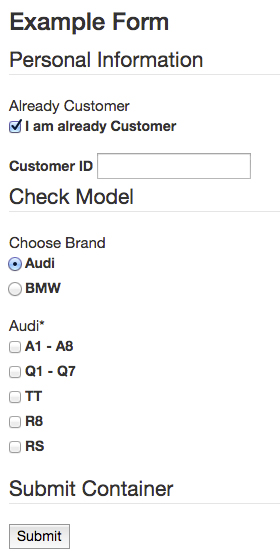 Example Form
Personal Information
Already Customer
I am already Customer
Customer ID
Check Model
Choose Brand
Audi
BMW
Audi*
A1 - A8
Q1 - Q7
TT
R8
RS
Submit Container
Submit